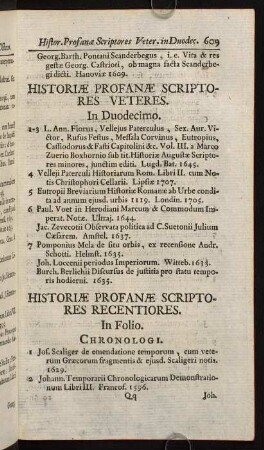 Histor. Profanæ Scriptores Veter. in Duodec. 609
Georg. Barth. Pontani Scanderbegus, i. e. Vita & res
gestæ Georg. Castrioti, ob magna facta Scanderbe-
gi dicti. Hanoviæ 1609.
HISTORIÆ PROFANÆ SCRIPTO-
RES VETERES.
In Duodecimo.
1-3 L. Ann. Florus, Vellejus Paterculus, Sex. Aur. Vi-
ctor, Rufus Festus, Messala Corvinus, Eutropius,
Cassiodorus & Fasti Capitolini &c. Vol. III. a Marco
Zuerio Boxhornio sub tit. Historiæ Augustæ Scripto-
res minores, junctim editi. Lugd. Bat. 1645.
4 Velleji Paterculi Historiarum Rom. Libri II. cum No-
tis Christophori Cellarii. Lipsiæ 1707.
5 Eutropii Breviarium Historiæ Romanæ ab Urbe condi-
ta ad annum ejusd. urbis 1119. Londin. 1705.
6 Paul. Voet in Herodiani Marcum & Commodum Im-
perat. Notæ. Ultraj. 1644.
Jac. Zevecotii Observata politica ad C. Suetonii Julium
Cæsarem. Amstel. 1637.
7 Pomponius Mela de situ orbis, ex recensione Andr.
Schotti. Helmst. 1635.
Joh. Loccenii periodus Imperiorum. Witteb. 1633.
Burch. Berlichii Discursus de justitia pro statu tempo-
ris hodierni. 1635.
HISTORIÆ PROFANÆ SCRIPTO-
RES RECENTIORES.
In Folio.
CHRONOLOGI.
1 Jos. Scaliger de emendatione temporum, cum vete-
rum Græcorum fragmentis & ejusd. Scaligeri notis.
1629.
2 Johann. Temporarii Chronologicarum Demonstratio-
num Libri III. Francof. 1596.
Qq Joh.